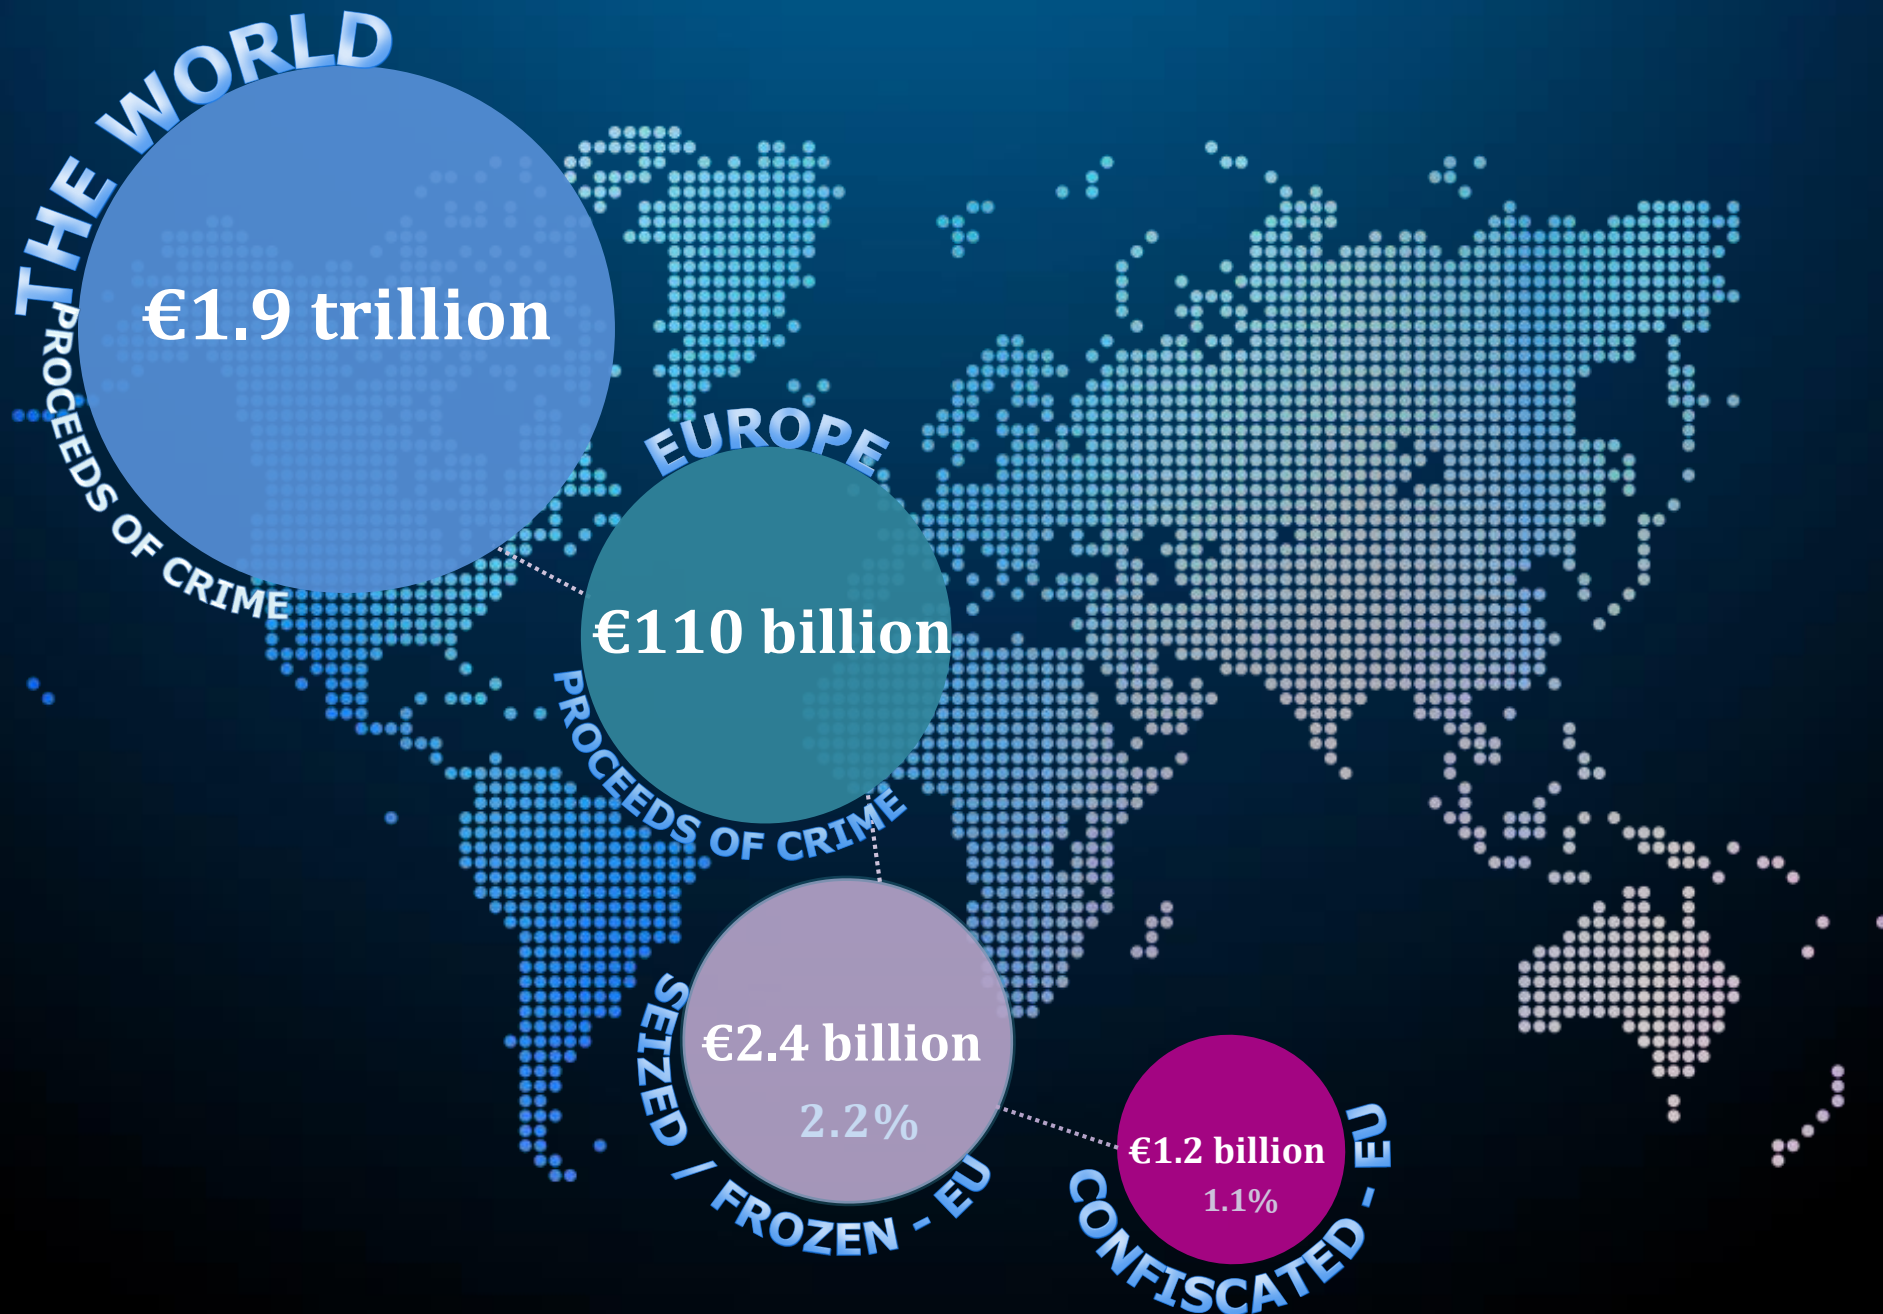 THE WORLD
€1.9 trillion
PROCEEDS OF CRIME
EUROPE
€110 billion
PROCEEDS OF CRIME
€2.4 billion
2.2%
SEIZED / FROZEN - EU
€1.2 billion
1.1%
CONFISCATED - EU